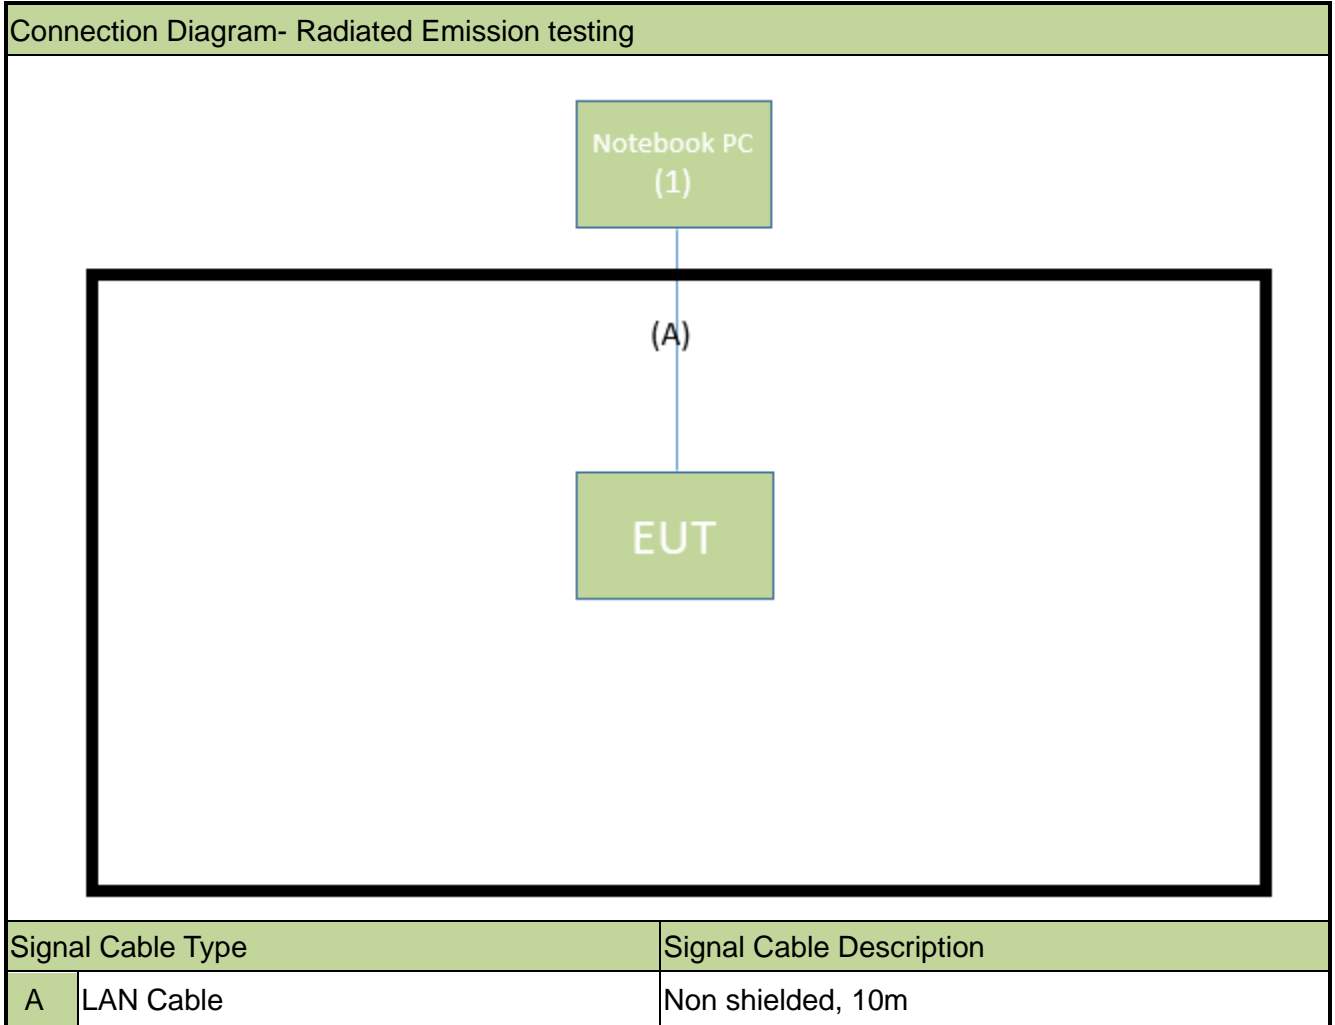 Connection Diagram- Radiated Emission testing
Notebook PC
(1)
(A)
EUT
Signal Cable Type Signal Cable Description
A LAN Cable Non shielded, 10m